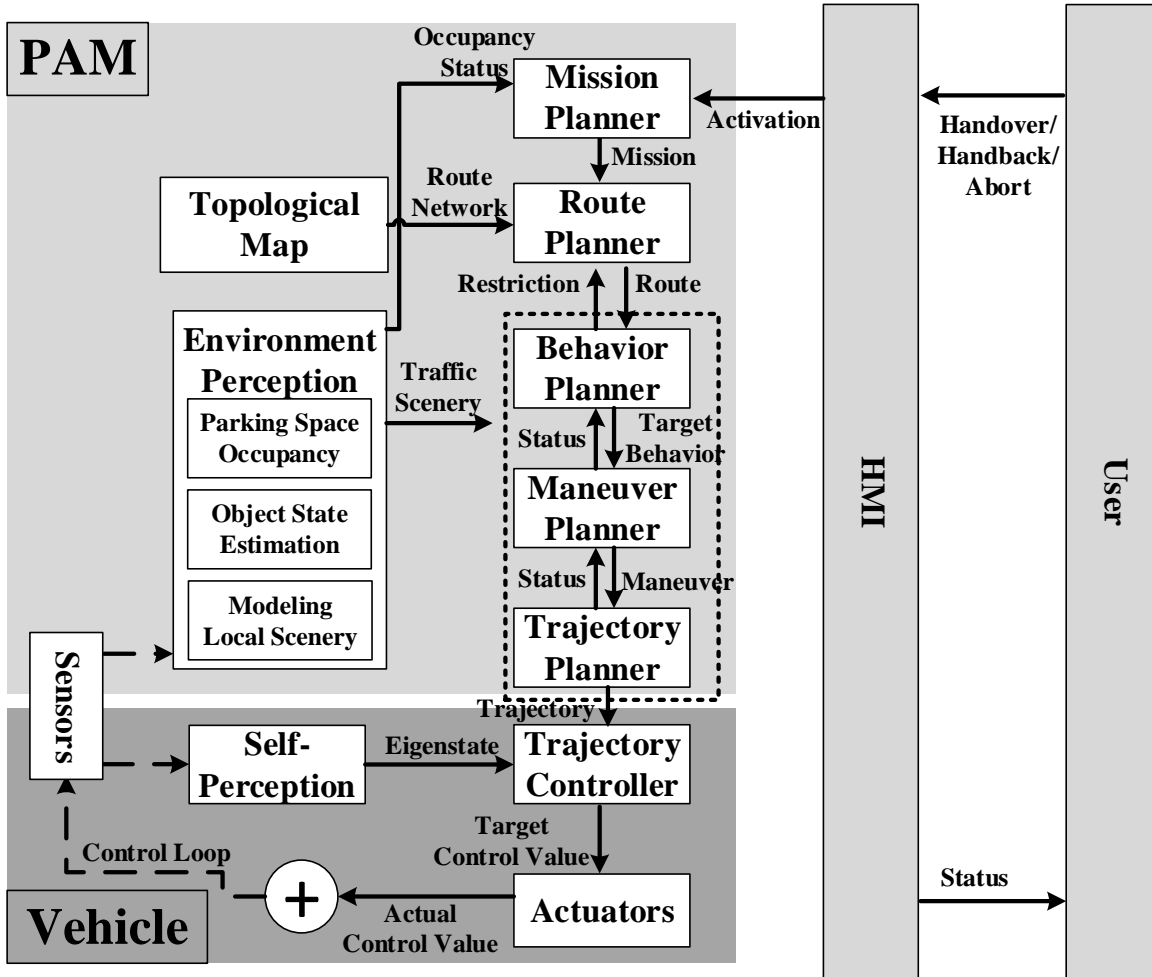 PAM
Occupancy
Status
Mission
Planner
Activation
Handover/
Handback/
Abort
Mission
Topological
Map
Route
Network
Route
Planner
Restriction
Route
Environment
Perception
Parking Space
Occupancy
Object State
Estimation
Modeling
Local Scenery
Traffic
Scenery
Behavior
Planner
Status
Target
Behavior
Maneuver
Planner
Status
Maneuver
Trajectory
Planner
HMI
User
Sensors
Trajectory
Self-
Perception
Eigenstate
Trajectory
Controller
Target
Control Value
Control Loop
+
Actual
Control Value
Actuators
Status
Vehicle